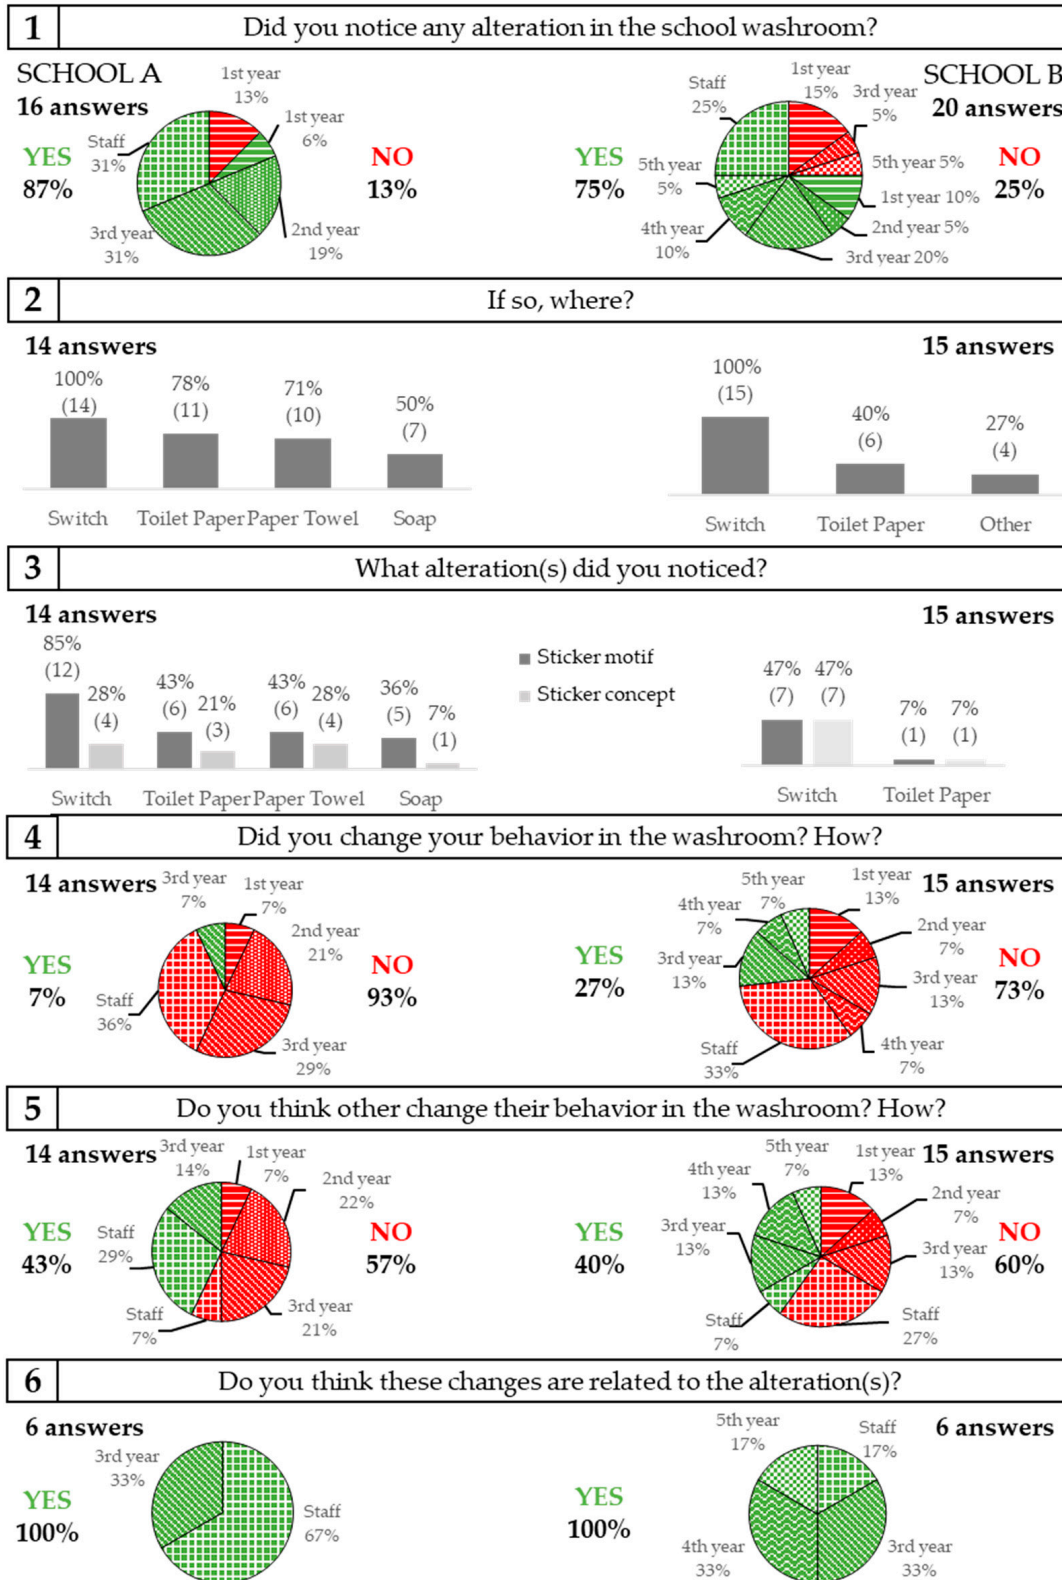 1
Did you notice any alteration in the school washroom?
SCHOOL A
16 answers
YES
87%
NO
13%
1st year
13%
1st year
6%
2nd year
19%
3rd year
31%
Staff
31%
SCHOOL B
20 answers
YES
75%
NO
25%
Staff
25%
1st year
15%
3rd year
5%
5th year 5%
1st year 10%
2nd year 5%
3rd year 20%
4th year
10%
5th year
5%
2
If so, where?
14 answers
100%
(14)
78%
(11)
71%
(10)
50%
(7)
Switch
Toilet Paper
Paper Towel
Soap
15 answers
100%
(15)
40%
(6)
27%
(4)
Switch
Toilet Paper
Other
3
What alteration(s) did you noticed?
14 answers
85%
(12)
28%
(4)
43%
(6)
21%
(3)
43%
(6)
28%
(4)
36%
(5)
7%
(1)
Switch
Toilet Paper
Paper Towel
Soap
Sticker motif
Sticker concept
15 answers
47%
(7)
47%
(7)
7%
(1)
7%
(1)
Switch
Toilet Paper
4
Did you change your behavior in the washroom? How?
14 answers
YES
7%
NO
93%
3rd year
7%
1st year
7%
2nd year
21%
3rd year
29%
Staff
36%
15 answers
YES
27%
NO
73%
5th year
7%
1st year
13%
2nd year
7%
3rd year
13%
4th year
7%
Staff
33%
3rd year
13%
4th year
7%
5
Do you think other change their behavior in the washroom? How?
14 answers
YES
43%
NO
57%
3rd year
14%
1st year
7%
2nd year
22%
3rd year
21%
Staff
7%
Staff
29%
15 answers
YES
40%
NO
60%
5th year
7%
1st year
13%
2nd year
7%
3rd year
13%
Staff
27%
Staff
7%
3rd year
13%
4th year
13%
6
Do you think these changes are related to the alteration(s)?
6 answers
YES
100%
3rd year
33%
Staff
67%
6 answers
YES
100%
5th year
17%
Staff
17%
3rd year
33%
4th year
33%